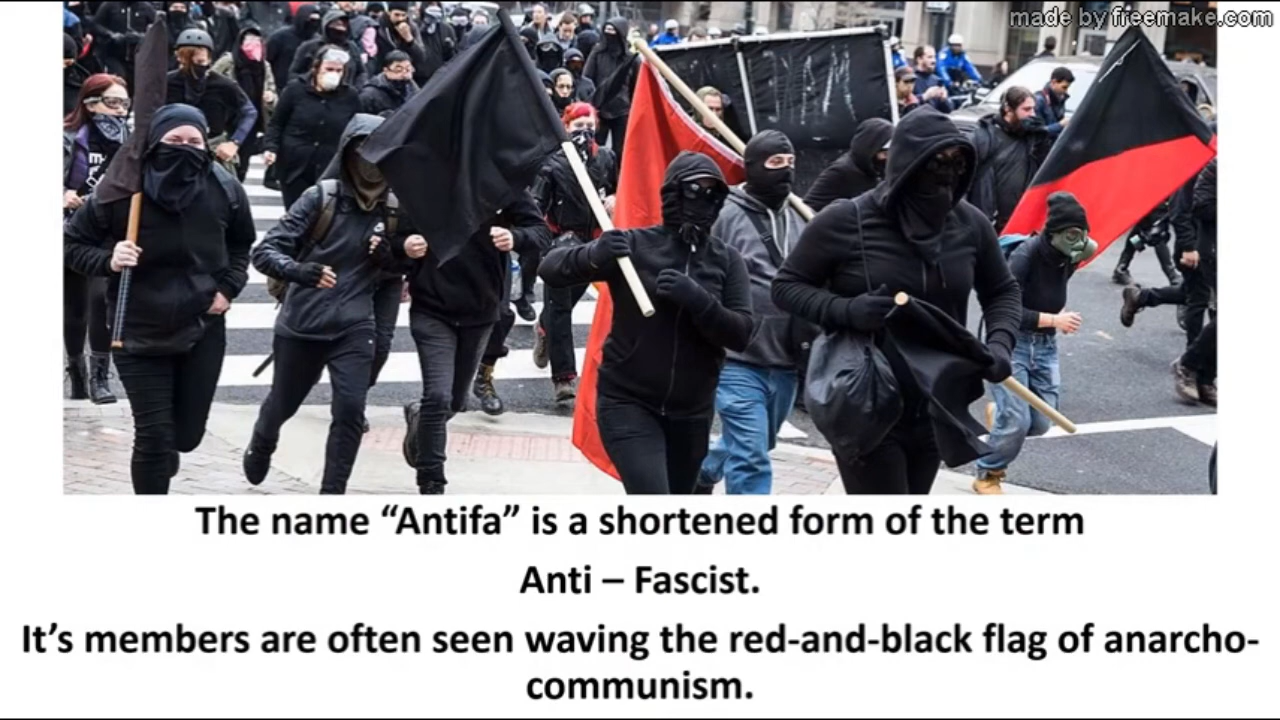 made by freemake.com
The name “Antifa” is a shortened form of the term
Anti – Fascist.
It’s members are often seen waving the red-and-black flag of anarcho-
communism.